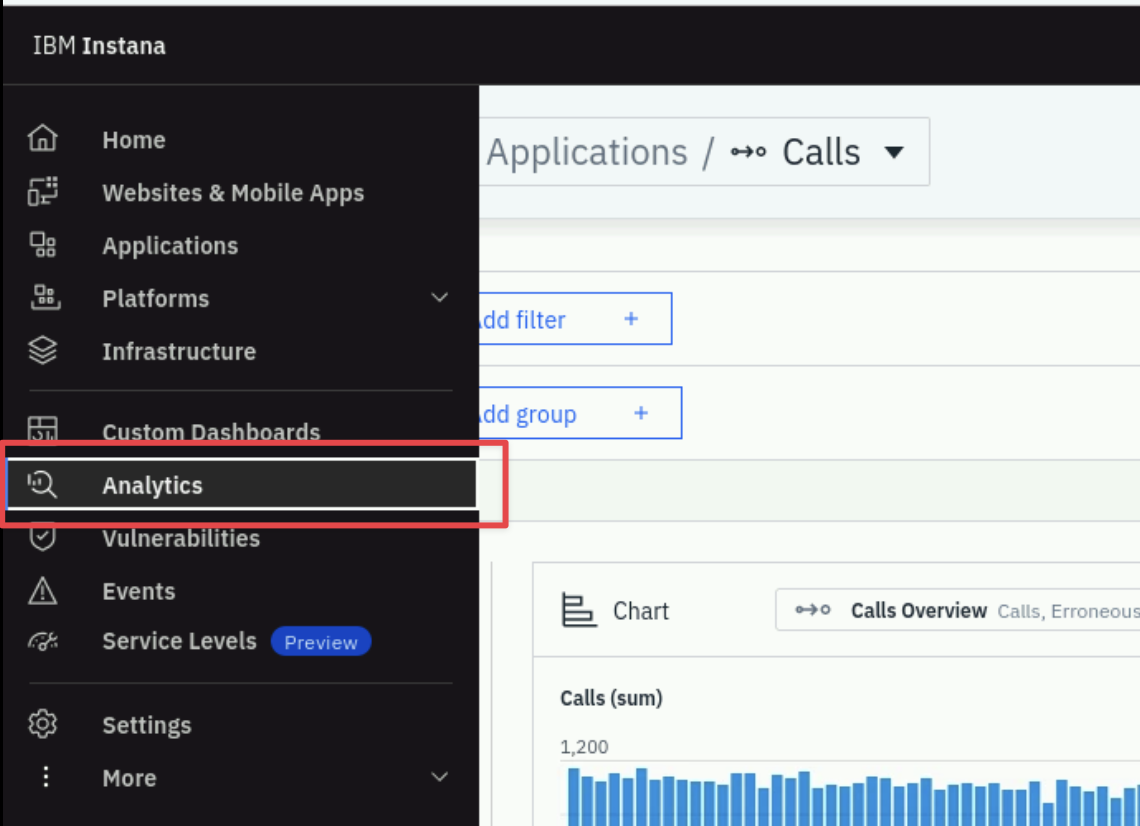 IBM Instana
Home
Websites & Mobile Apps
Applications
Platforms
Infrastructure
Custom Dashboards
Analytics
Vulnerabilities
Events
Service Levels Preview
Settings
More
Applications / Calls
Add filter +
Add group +
Chart
Calls Overview Calls, Erroneous
Calls (sum)
1,200